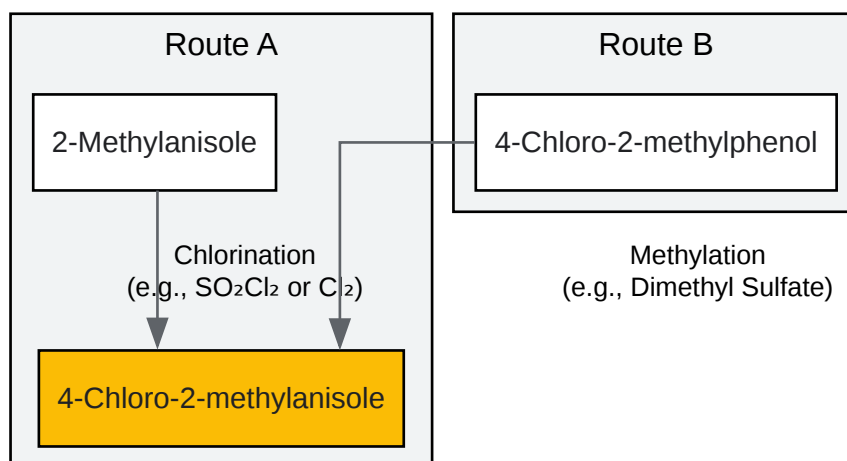 Route A
Route B
2-Methylanisole
4-Chloro-2-methylphenol
Chlorination
(e.g., SO₂Cl₂ or Cl₂)
Methylation
(e.g., Dimethyl Sulfate)
4-Chloro-2-methylanisole